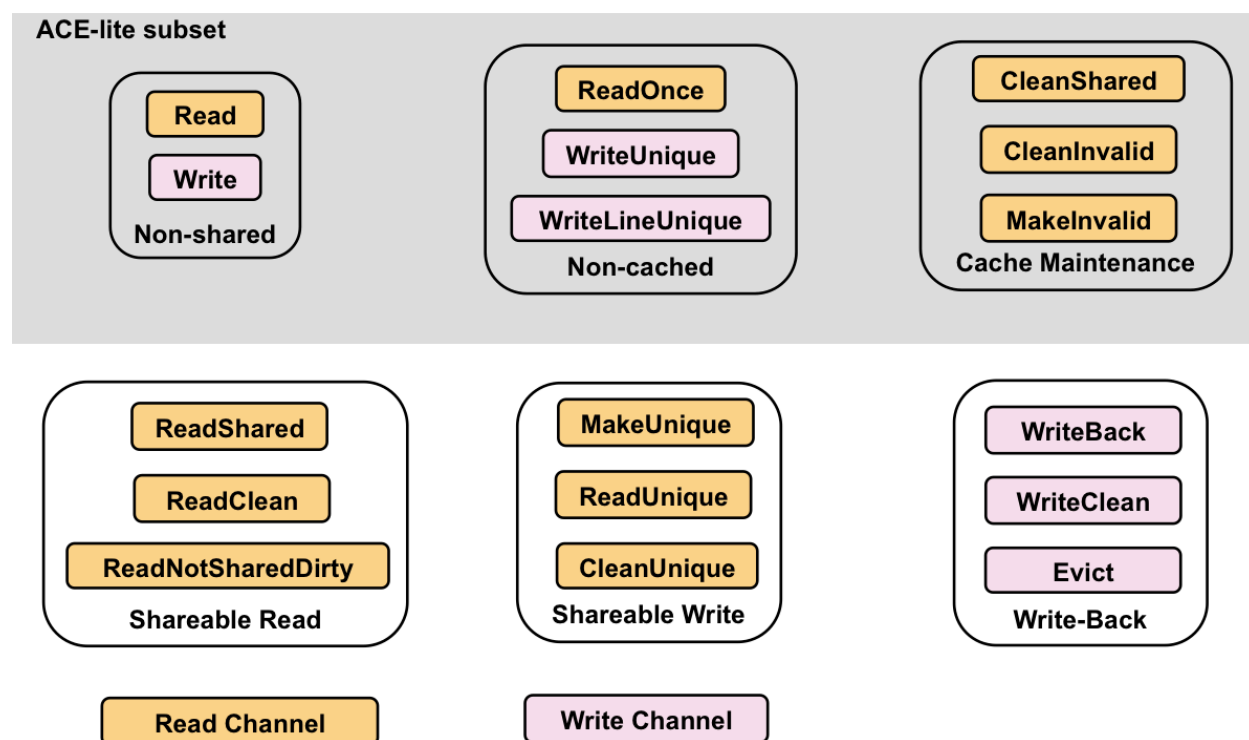 ACE-lite subset
Read
Write
Non-shared
ReadOnce
WriteUnique
WriteLineUnique
Non-cached
CleanShared
CleanInvalid
MakeInvalid
Cache Maintenance
ReadShared
ReadClean
ReadNotSharedDirty
Shareable Read
MakeUnique
ReadUnique
CleanUnique
Shareable Write
WriteBack
WriteClean
Evict
Write-Back
Read Channel
Write Channel